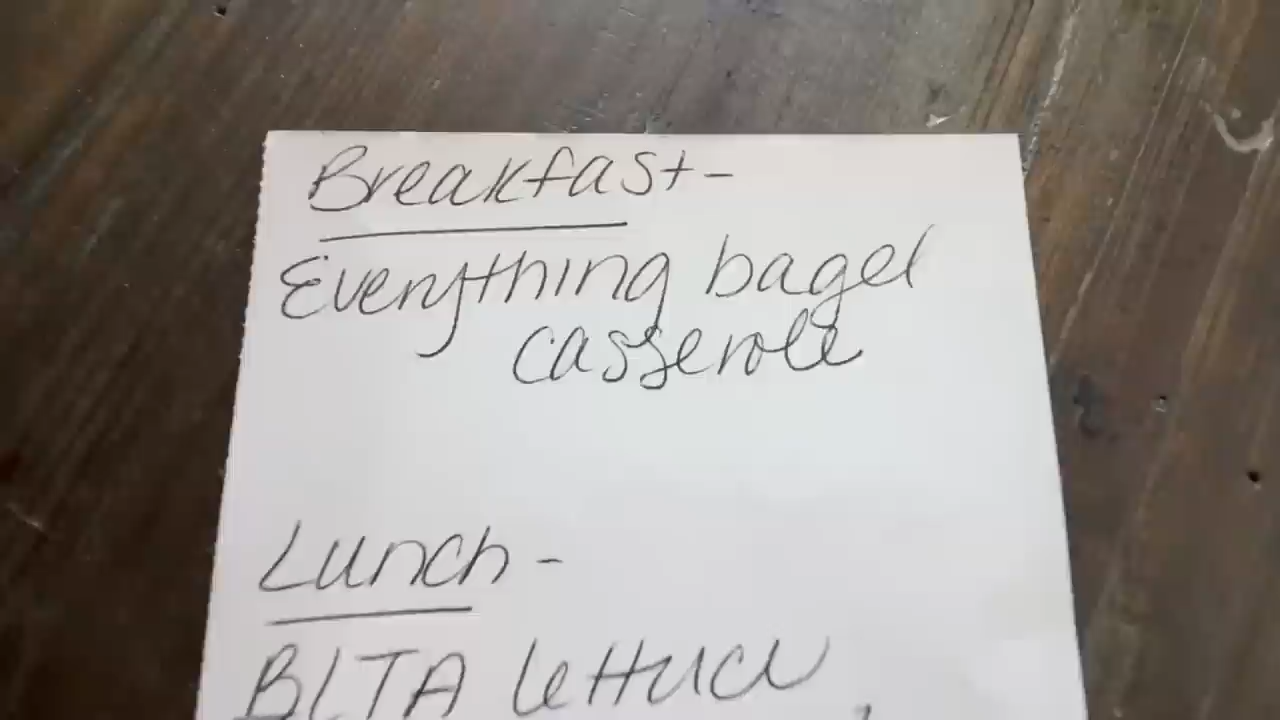 Breakfast-
Everything bagel
casserole
Lunch-
BLTA lettuce